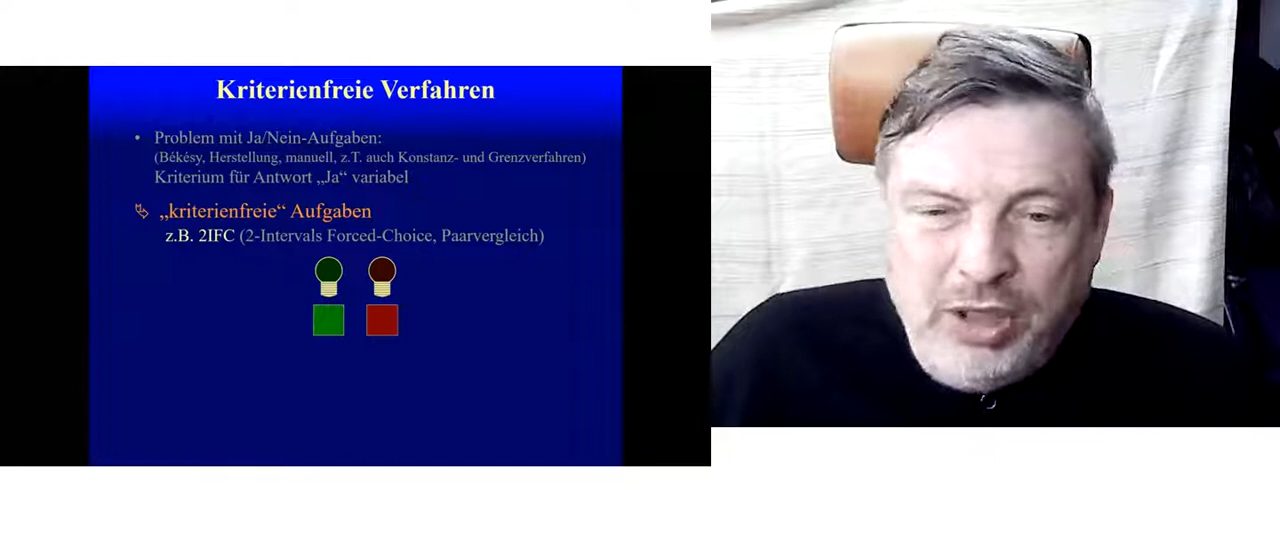 Kriterienfreie Verfahren
• Problem mit Ja/Nein-Aufgaben:
(Békésy, Herstellung, manuell, z.T. auch Konstanz- und Grenzverfahren)
Kriterium für Antwort „Ja“ variabel
„kriterienfreie“ Aufgaben
z.B. 2IFC (2-Intervals Forced-Choice, Paarvergleich)